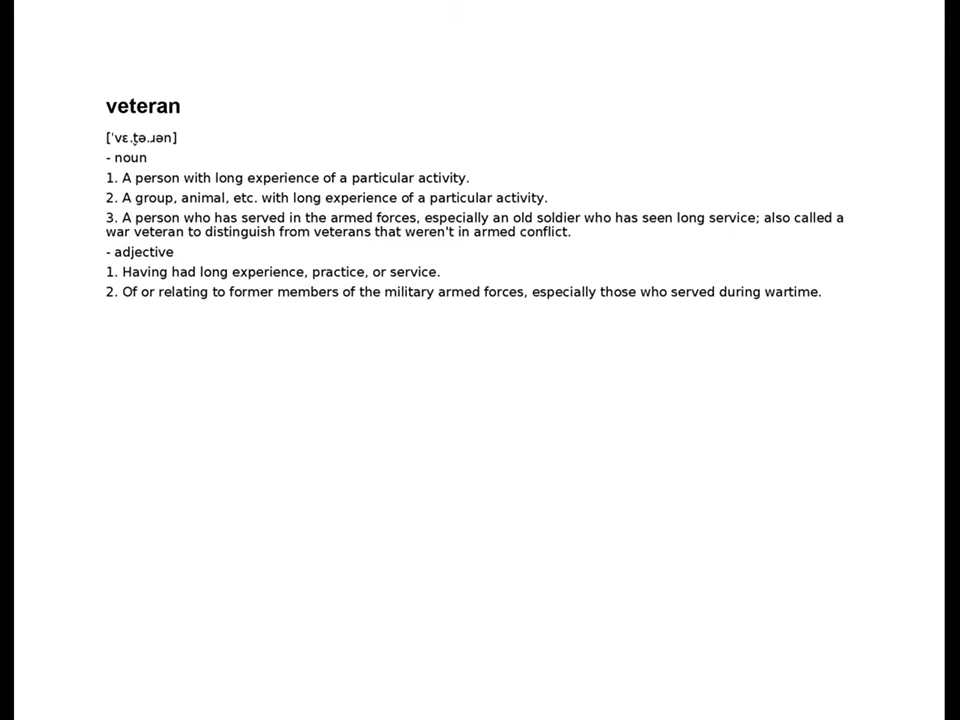 veteran
[ˈvɛ.t̬ə.ɹən]
- noun
1. A person with long experience of a particular activity.
2. A group, animal, etc. with long experience of a particular activity.
3. A person who has served in the armed forces, especially an old soldier who has seen long service; also called a
war veteran to distinguish from veterans that weren't in armed conflict.
- adjective
1. Having had long experience, practice, or service.
2. Of or relating to former members of the military armed forces, especially those who served during wartime.